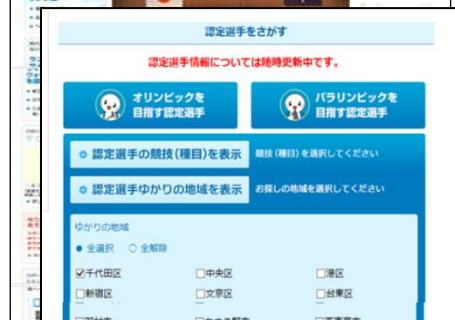 認定選手をさがす
認定選手情報については随時更新中です。
オリンピックを
目指す認定選手
パラリンピックを
目指す認定選手
認定選手の競技(種目)を表示 競技(種目)を選択してください
認定選手ゆかりの地域を表示 お探しの地域を選択してください
ゆかりの地域
全選択 全解除
千代田区 中央区 港区
新宿区 文京区 台東区